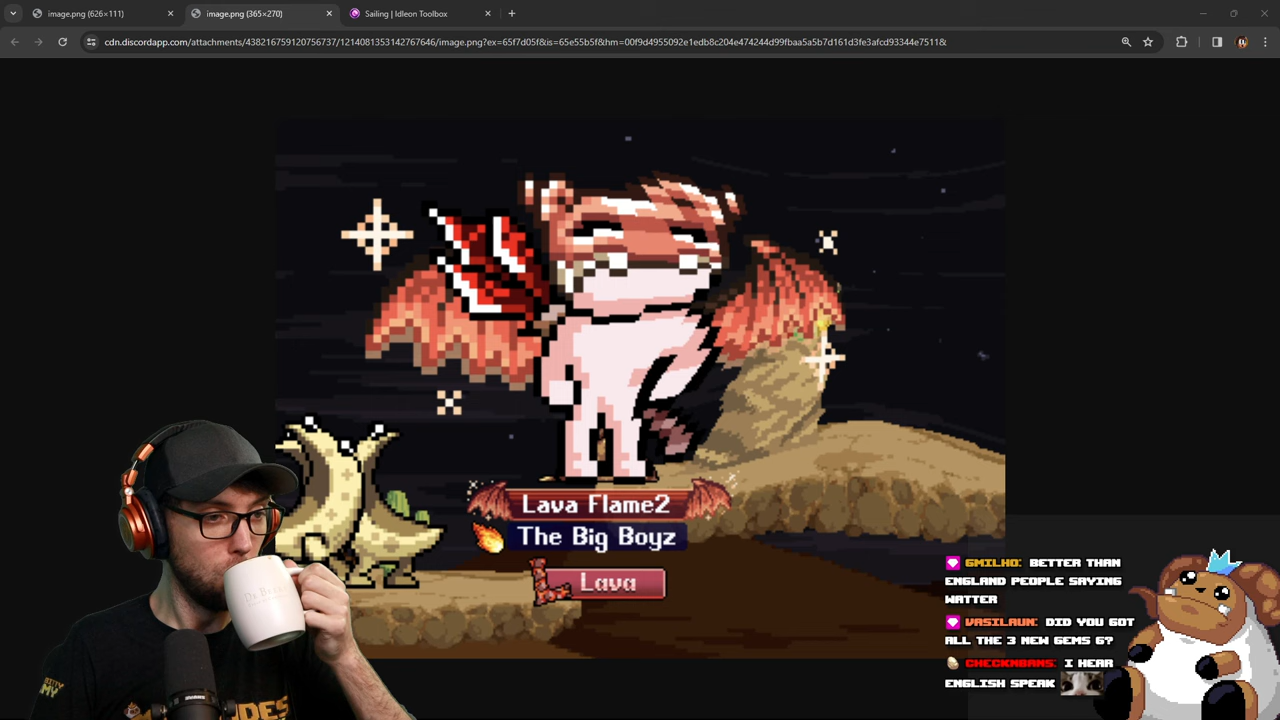 image.png (626×111)
image.png (365×270)
Sailing | Idleon Toolbox
cdn.discordapp.com/attachments/438216759120756737/1214081353142767646/image.png?ex=65f7d05f&is=65e55b5f&hm=00f9d4955092e1edb8c204e474244d99fbaa5a5b7d161d3fe3afcd93344e7511&
Lava Flame2
The Big Boyz
Lava
6MILHO: BETTER THAN
ENGLAND PEOPLE SAYING
WATTER
VASILAUN: DID YOU GOT
ALL THE 3 NEW GEMS 6?
CHECKNBANS: I HEAR
ENGLISH SPEAK